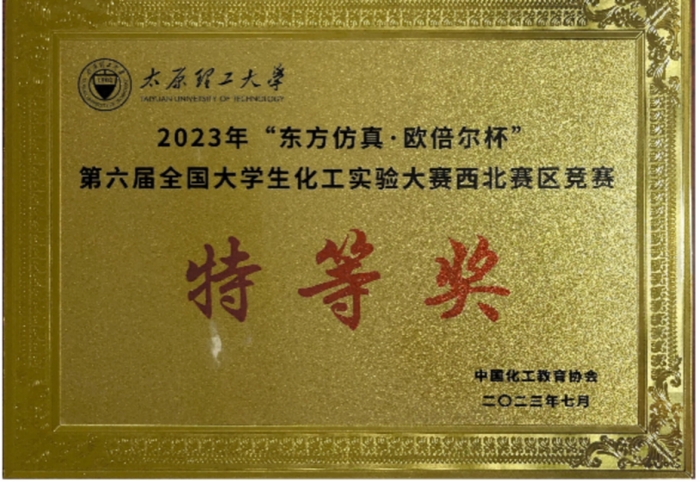 太原理工大学
TAIYUAN UNIVERSITY OF TECHNOLOGY
2023年“东方仿真·欧倍尔杯”
第六届全国大学生化工实验大赛西北赛区竞赛
特等奖
中国化工教育协会
二〇二三年七月